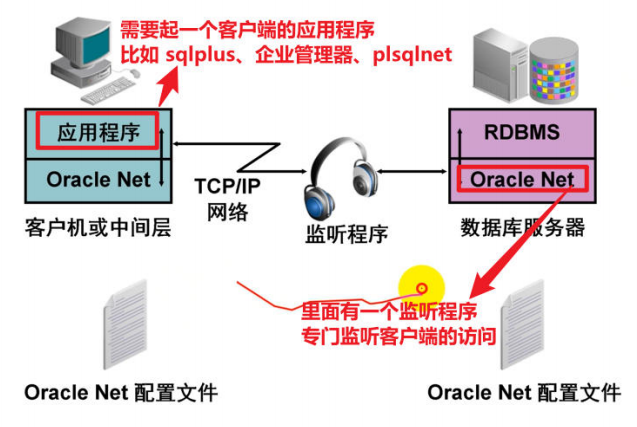 需要起一个客户端的应用程序
比如 sqlplus、企业管理器、plsqlnet
应用程序
Oracle Net
客户机或中间层
TCP/IP
网络
监听程序
RDBMS
Oracle Net
数据库服务器
里面有一个监听程序
专门监听客户端的访问
Oracle Net 配置文件
Oracle Net 配置文件